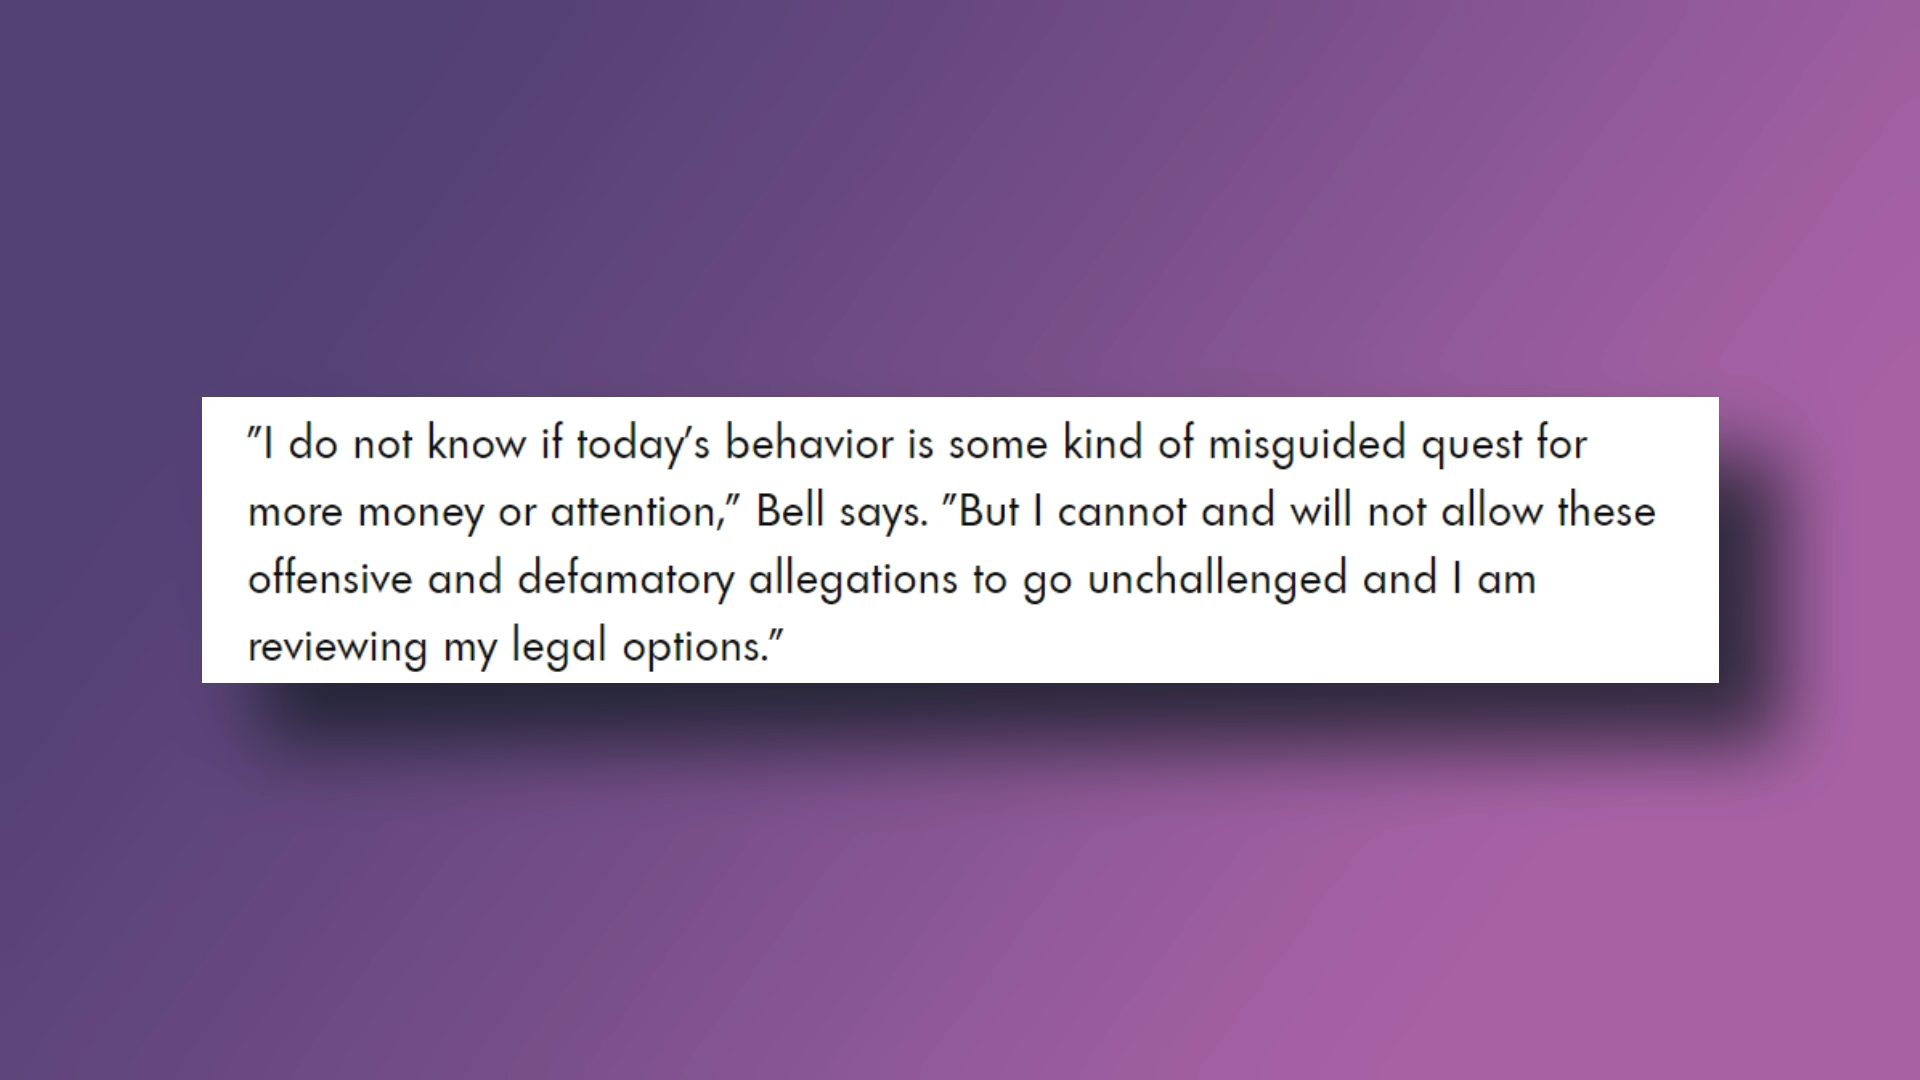 "I do not know if today's behavior is some kind of misguided quest for
more money or attention," Bell says. "But I cannot and will not allow these
offensive and defamatory allegations to go unchallenged and I am
reviewing my legal options."